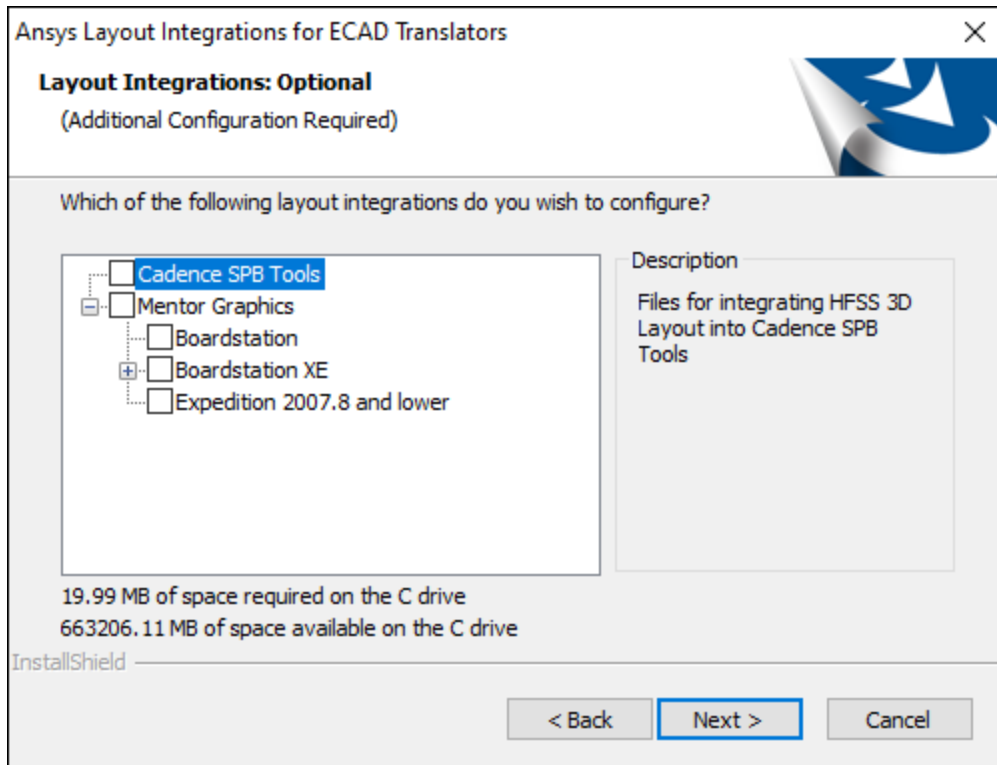 Ansys Layout Integrations for ECAD Translators
Layout Integrations: Optional
(Additional Configuration Required)
Which of the following layout integrations do you wish to configure?
Cadence SPB Tools
Mentor Graphics
Boardstation
Boardstation XE
Expedition 2007.8 and lower
Description
Files for integrating HFSS 3D
Layout into Cadence SPB
Tools
19.99 MB of space required on the C drive
663206.11 MB of space available on the C drive
InstallShield
< Back
Next >
Cancel